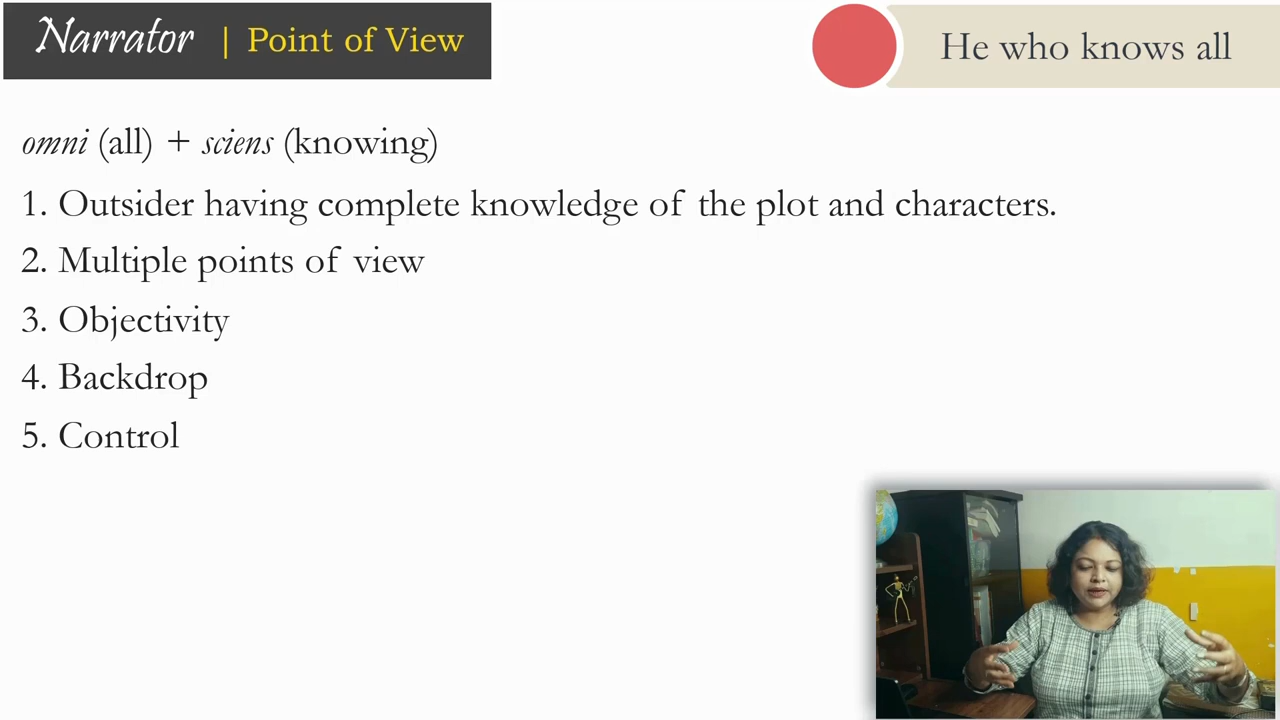 Narrator | Point of View
He who knows all
omni (all) + sciens (knowing)
1. Outsider having complete knowledge of the plot and characters.
2. Multiple points of view
3. Objectivity
4. Backdrop
5. Control